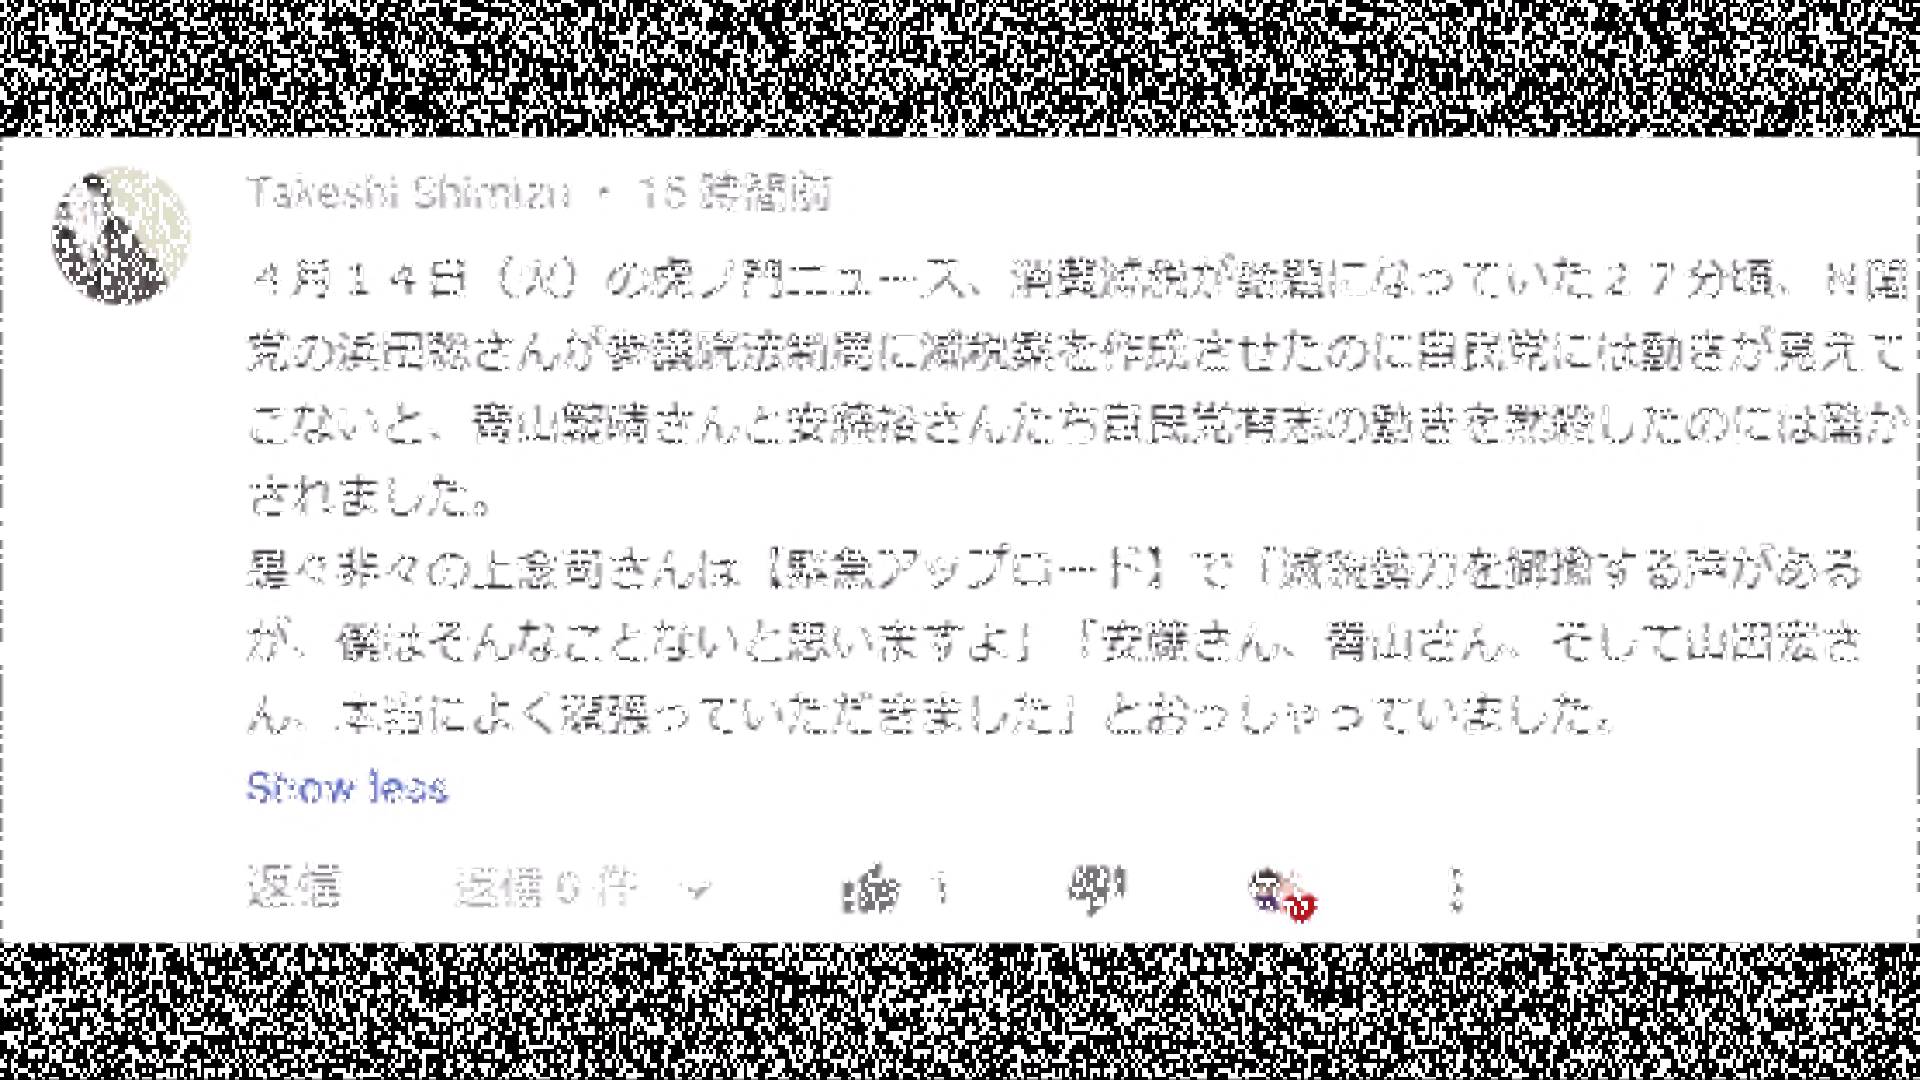 Takeshi Shimizu ・ 16 時間前
４月１４日（火）の虎ノ門ニュース、消費減税が話題になっていた２７分頃、Ｎ国
党の浜田聡さんが参議院法制局に減税案を作成させたのに自民党には動きが見えて
こないと、青山繁晴さんと安藤裕さんたち自民党有志の動きを黙殺したのには驚か
されました。
是々非々の上念司さんは【緊急アップロード】で「減税勢力を揶揄する声がある
が、僕はそんなことないと思いますよ」「安藤さん、青山さん、そして山田宏さ
ん、本当によく頑張っていただきました」とおっしゃっていました。
Show less
返信 返信 0 件 1